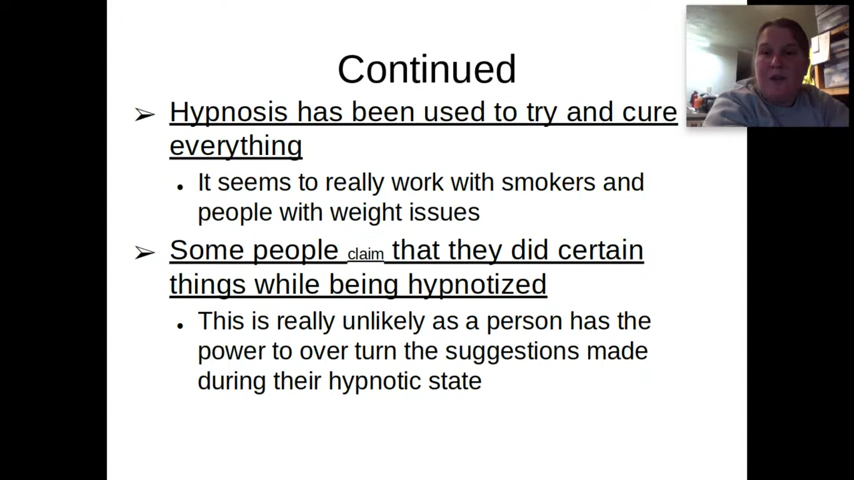 Continued
➢ Hypnosis has been used to try and cure
everything
• It seems to really work with smokers and
people with weight issues
➢ Some people claim that they did certain
things while being hypnotized
• This is really unlikely as a person has the
power to over turn the suggestions made
during their hypnotic state